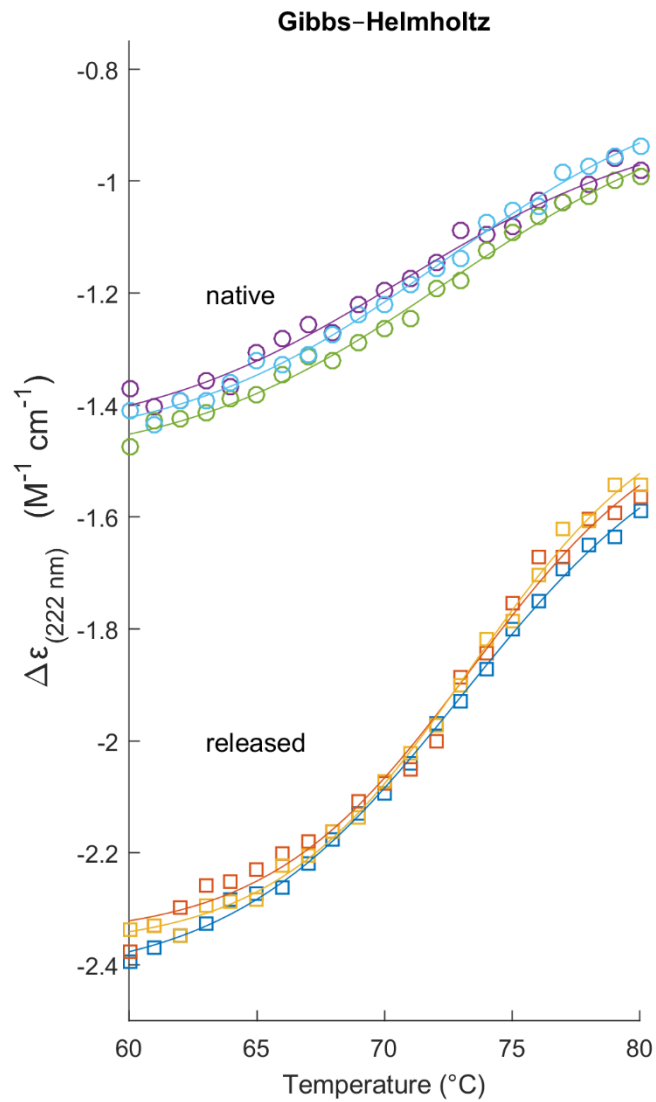 Gibbs−Helmholtz
-0.8
-1
-1.2
native
-1.4
-1.6
-1.8
-2
released
-2.2
-2.4
Δε(222 nm) (M⁻¹ cm⁻¹)
60 65 70 75 80
Temperature (°C)